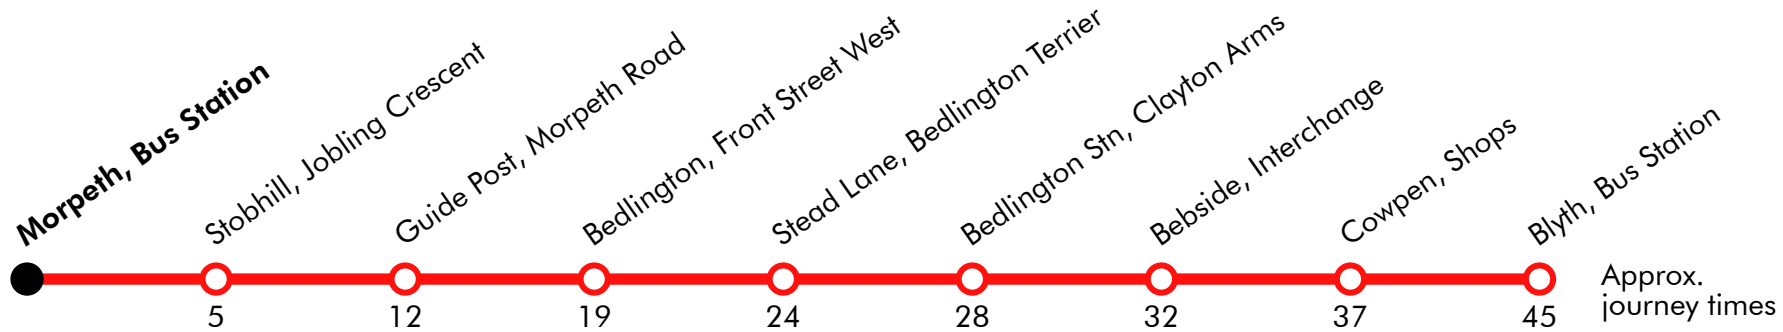 Morpeth, Bus Station
Stobhill, Jobling Crescent
Guide Post, Morpeth Road
Bedlington, Front Street West
Stead Lane, Bedlington Terrier
Bedlington Stn, Clayton Arms
Bebside, Interchange
Cowpen, Shops
Blyth, Bus Station
5 12 19 24 28 32 37 45
Approx.
journey times